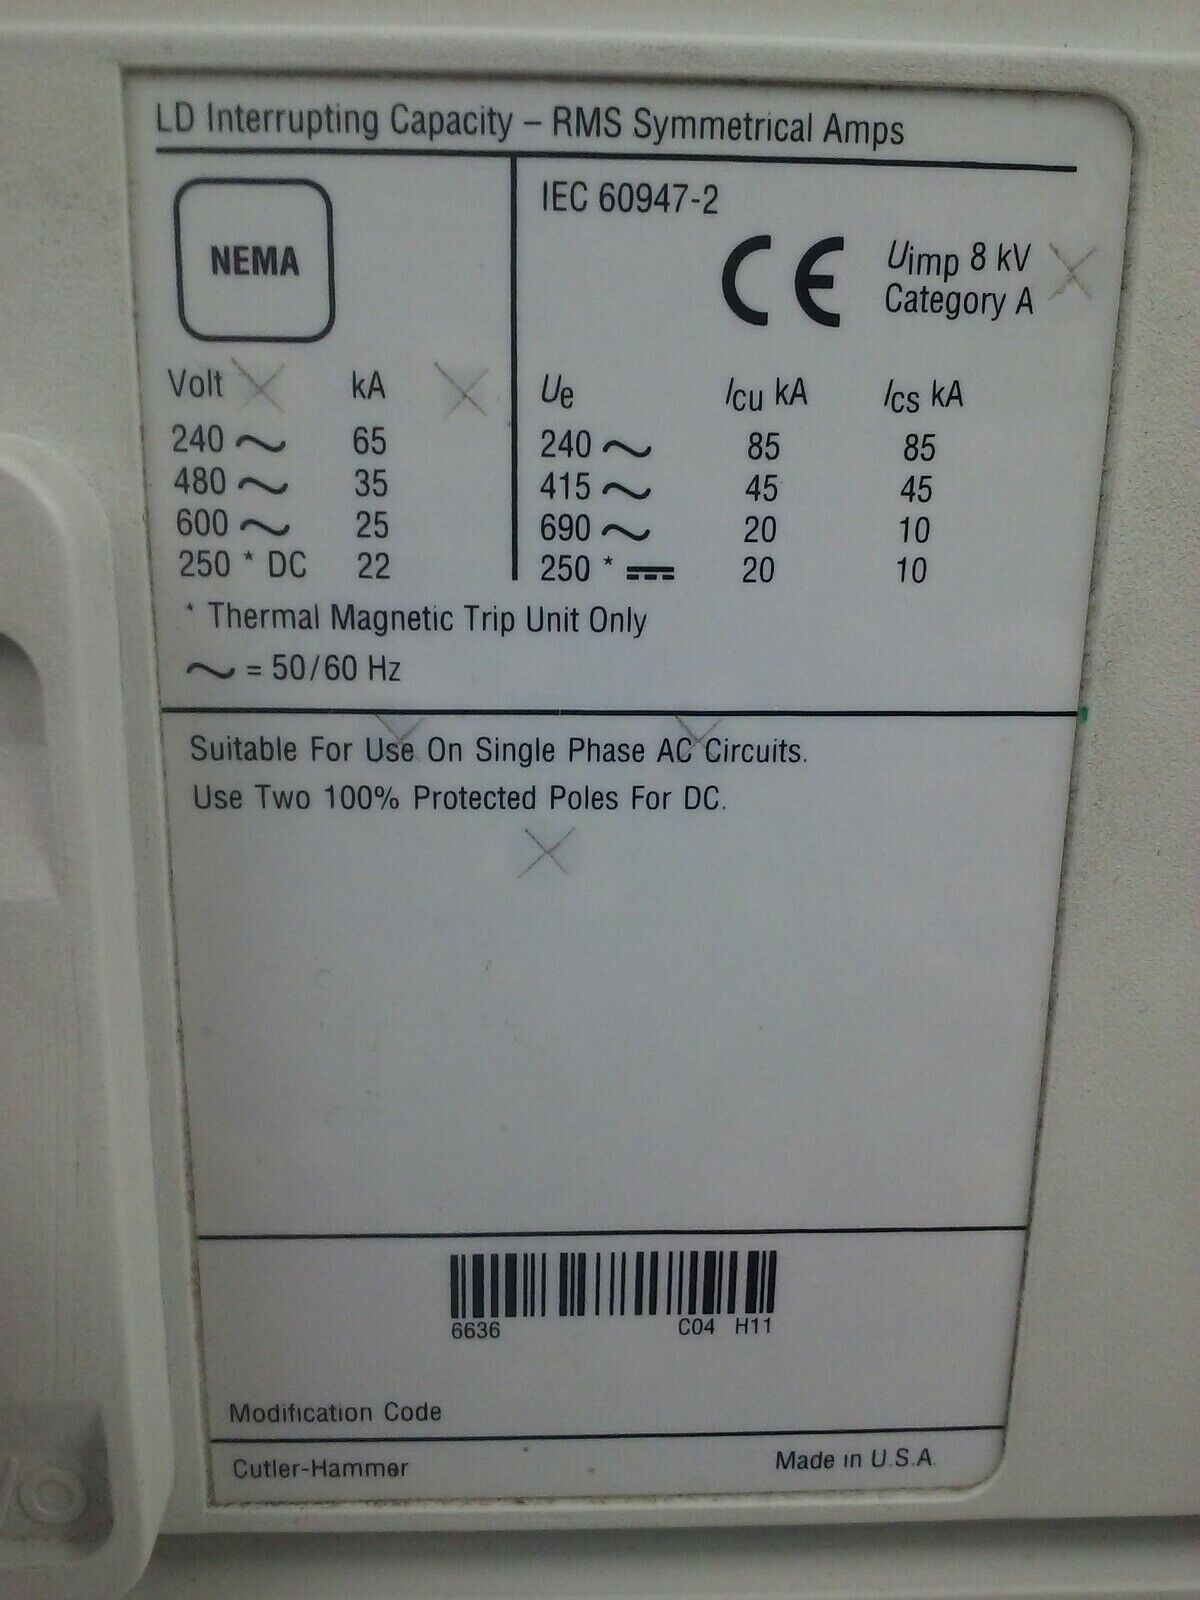 LD Interrupting Capacity – RMS Symmetrical Amps
NEMA
Volt kA
240 ~ 65
480 ~ 35
600 ~ 25
250 * DC 22
IEC 60947-2
CE
Uimp 8 kV
Category A
Ue Icu kA Ics kA
240 ~ 85 85
415 ~ 45 45
690 ~ 20 10
250 * ⎓ 20 10
* Thermal Magnetic Trip Unit Only
~ = 50/60 Hz
Suitable For Use On Single Phase AC Circuits.
Use Two 100% Protected Poles For DC.
6636 C04 H11
Modification Code
Cutler-Hammer Made in U.S.A.